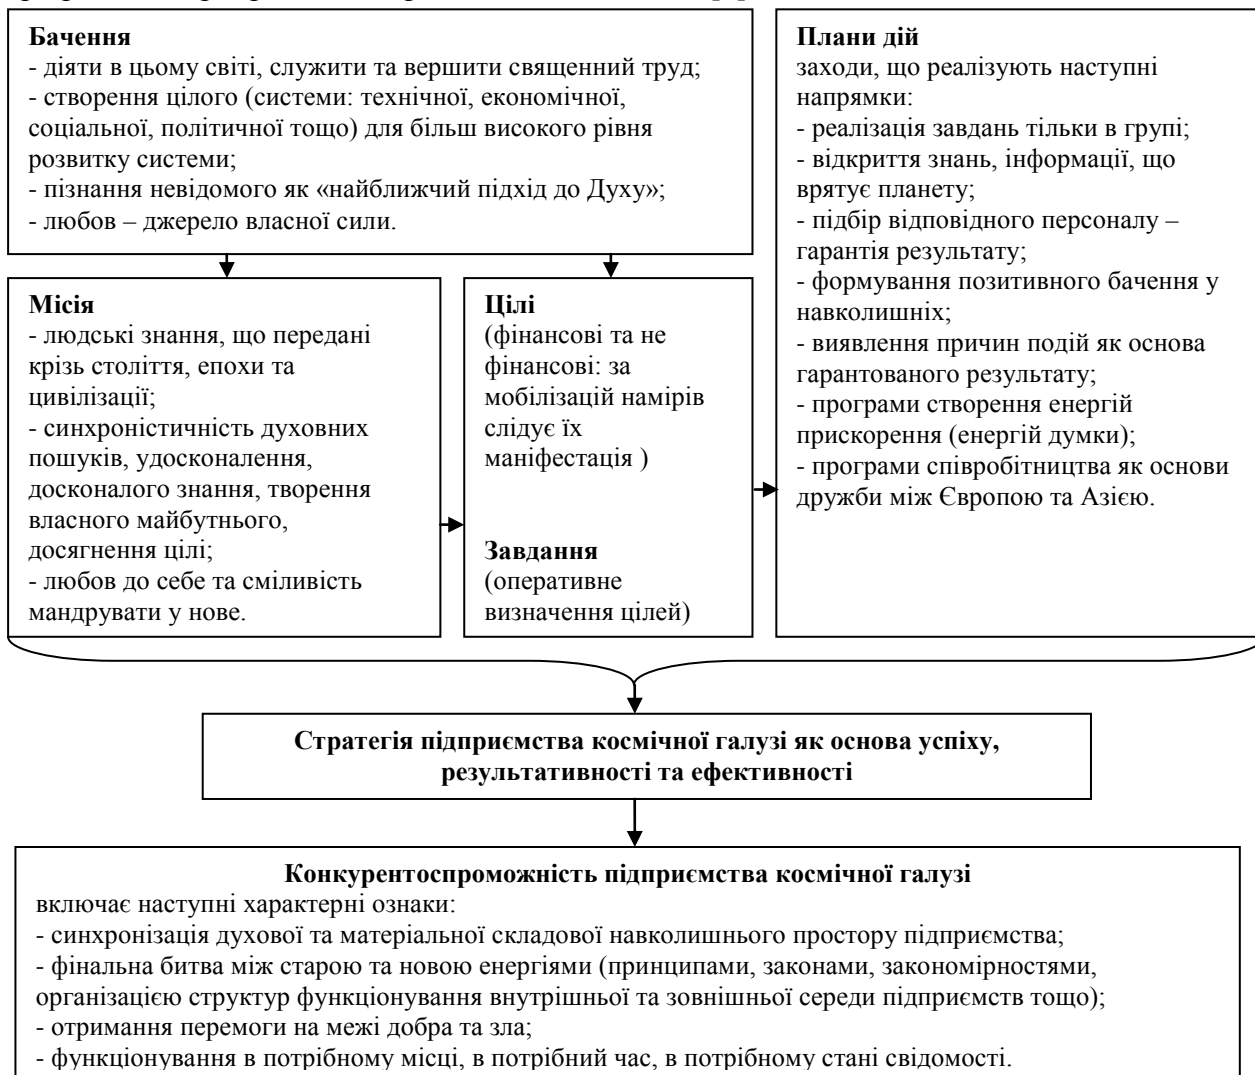 Бачення
- діяти в цьому світі, служити та вершити священний труд;
- створення цілого (системи: технічної, економічної,
соціальної, політичної тощо) для більш високого рівня
розвитку системи;
- пізнання невідомого як «найближчий підхід до Духу»;
- любов – джерело власної сили.
Місія
- людські знання, що передані
крізь століття, епохи та
цивілізації;
- синхроністичність духовних
пошуків, удосконалення,
досконалого знання, творення
власного майбутнього,
досягнення цілі;
- любов до себе та сміливість
мандрувати у нове.
Цілі
(фінансові та не
фінансові: за
мобілізацій намірів
слідує їх
маніфестація )
Завдання
(оперативне
визначення цілей)
Плани дій
заходи, що реалізують наступні
напрямки:
- реалізація завдань тільки в групі;
- відкриття знань, інформації, що
врятує планету;
- підбір відповідного персоналу –
гарантія результату;
- формування позитивного бачення у
навколишніх;
- виявлення причин подій як основа
гарантованого результату;
- програми створення енергій
прискорення (енергій думки);
- програми співробітництва як основи
дружби між Європою та Азією.
Стратегія підприємства космічної галузі як основа успіху,
результативності та ефективності
Конкурентоспроможність підприємства космічної галузі
включає наступні характерні ознаки:
- синхронізація духової та матеріальної складової навколишнього простору підприємства;
- фінальна битва між старою та новою енергіями (принципами, законами, закономірностями,
організацією структур функціонування внутрішньої та зовнішньої середи підприємств тощо);
- отримання перемоги на межі добра та зла;
- функціонування в потрібному місці, в потрібний час, в потрібному стані свідомості.